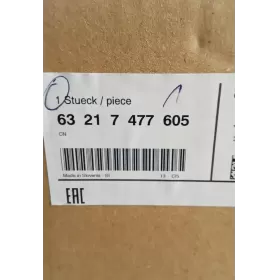 1 Stueck / piece
63 21 7 477 605
CN
Made in Slovenia
EAC